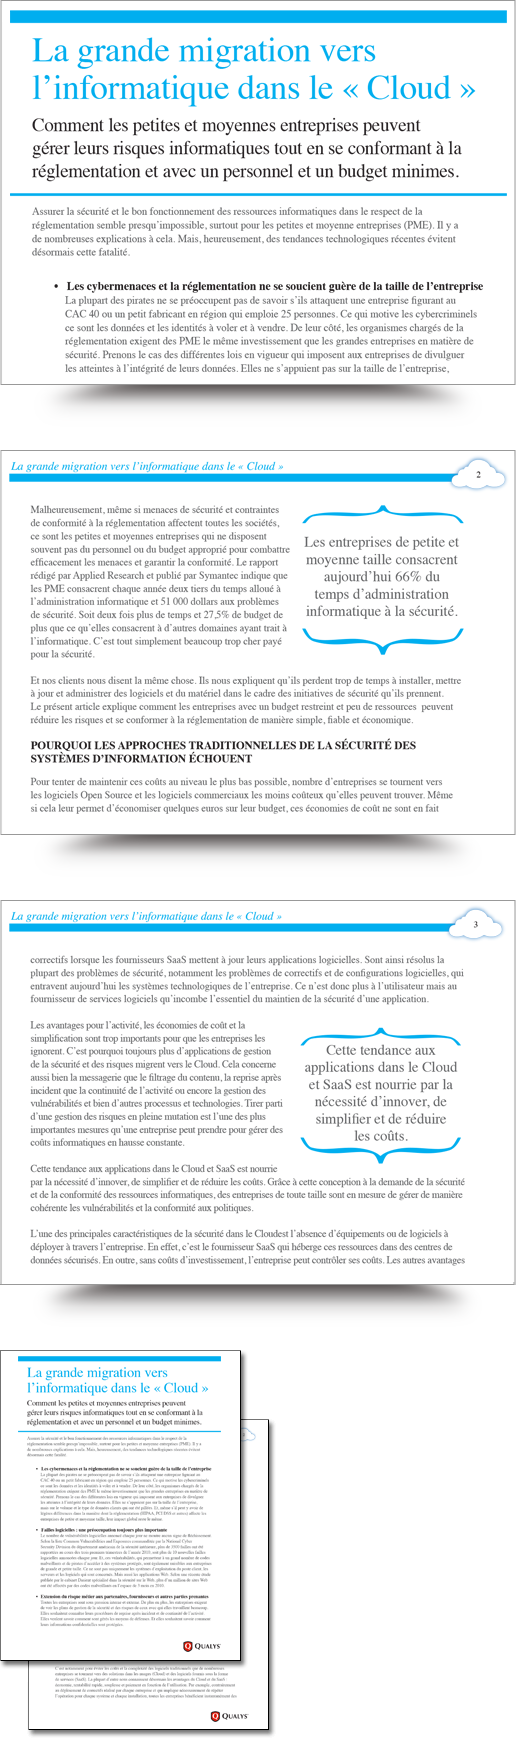 La grande migration vers
l’informatique dans le « Cloud »
Comment les petites et moyennes entreprises peuvent
gérer leurs risques informatiques tout en se conformant à la
réglementation et avec un personnel et un budget minimes.
Assurer la sécurité et le bon fonctionnement des ressources informatiques dans le respect de la
réglementation semble presqu’impossible, surtout pour les petites et moyenne entreprises (PME). Il y a
de nombreuses explications à cela. Mais, heureusement, des tendances technologiques récentes évitent
désormais cette fatalité.
• Les cybermenaces et la réglementation ne se soucient guère de la taille de l’entreprise
La plupart des pirates ne se préoccupent pas de savoir s’ils attaquent une entreprise figurant au
CAC 40 ou un petit fabricant en région qui emploie 25 personnes. Ce qui motive les cybercriminels
ce sont les données et les identités à voler et à vendre. De leur côté, les organismes chargés de la
réglementation exigent des PME le même investissement que les grandes entreprises en matière de
sécurité. Prenons le cas des différentes lois en vigueur qui imposent aux entreprises de divulguer
les atteintes à l’intégrité de leurs données. Elles ne s’appuient pas sur la taille de l’entreprise,
La grande migration vers l’informatique dans le « Cloud »
2
Malheureusement, même si menaces de sécurité et contraintes
de conformité à la réglementation affectent toutes les sociétés,
ce sont les petites et moyennes entreprises qui ne disposent
souvent pas du personnel ou du budget approprié pour combattre
efficacement les menaces et garantir la conformité. Le rapport
rédigé par Applied Research et publié par Symantec indique que
les PME consacrent chaque année deux tiers du temps alloué à
l’administration informatique et 51 000 dollars aux problèmes
de sécurité. Soit deux fois plus de temps et 27,5% de budget de
plus que ce qu’elles consacrent à d’autres domaines ayant trait à
l’informatique. C’est tout simplement beaucoup trop cher payé
pour la sécurité.
Les entreprises de petite et
moyenne taille consacrent
aujourd’hui 66% du
temps d’administration
informatique à la sécurité.
Et nos clients nous disent la même chose. Ils nous expliquent qu’ils perdent trop de temps à installer, mettre
à jour et administrer des logiciels et du matériel dans le cadre des initiatives de sécurité qu’ils prennent.
Le présent article explique comment les entreprises avec un budget restreint et peu de ressources peuvent
réduire les risques et se conformer à la réglementation de manière simple, fiable et économique.
POURQUOI LES APPROCHES TRADITIONNELLES DE LA SÉCURITÉ DES
SYSTÈMES D’INFORMATION ÉCHOUENT
Pour tenter de maintenir ces coûts au niveau le plus bas possible, nombre d’entreprises se tournent vers
les logiciels Open Source et les logiciels commerciaux les moins coûteux qu’elles peuvent trouver. Même
si cela leur permet d’économiser quelques euros sur leur budget, ces économies de coût ne sont en fait
La grande migration vers l’informatique dans le « Cloud »
3
correctifs lorsque les fournisseurs SaaS mettent à jour leurs applications logicielles. Sont ainsi résolus la
plupart des problèmes de sécurité, notamment les problèmes de correctifs et de configurations logicielles, qui
entravent aujourd’hui les systèmes technologiques de l’entreprise. Ce n’est donc plus à l’utilisateur mais au
fournisseur de services logiciels qu’incombe l’essentiel du maintien de la sécurité d’une application.
Les avantages pour l’activité, les économies de coût et la
simplification sont trop importants pour que les entreprises les
ignorent. C’est pourquoi toujours plus d’applications de gestion
de la sécurité et des risques migrent vers le Cloud. Cela concerne
aussi bien la messagerie que le filtrage du contenu, la reprise après
incident que la continuité de l’activité ou encore la gestion des
vulnérabilités et bien d’autres processus et technologies. Tirer parti
d’une gestion des risques en pleine mutation est l’une des plus
importantes mesures qu’une entreprise peut prendre pour gérer des
coûts informatiques en hausse constante.
Cette tendance aux
applications dans le Cloud
et SaaS est nourrie par la
nécessité d’innover, de
simplifier et de réduire
les coûts.
Cette tendance aux applications dans le Cloud et SaaS est nourrie
par la nécessité d’innover, de simplifier et de réduire les coûts. Grâce à cette conception à la demande de la sécurité
et de la conformité des ressources informatiques, des entreprises de toute taille sont en mesure de gérer de manière
cohérente les vulnérabilités et la conformité aux politiques.
L’une des principales caractéristiques de la sécurité dans le Cloudest l’absence d’équipements ou de logiciels à
déployer à travers l’entreprise. En effet, c’est le fournisseur SaaS qui héberge ces ressources dans des centres de
données sécurisés. En outre, sans coûts d’investissement, l’entreprise peut contrôler ses coûts. Les autres avantages
La grande migration vers
l’informatique dans le « Cloud »
Comment les petites et moyennes entreprises peuvent
gérer leurs risques informatiques tout en se conformant à la
réglementation et avec un personnel et un budget minimes.
• Les cybermenaces et la réglementation ne se soucient guère de la taille de l’entreprise
• Failles logicielles : une préoccupation toujours plus importante
• Extension du risque métier aux partenaires, fournisseurs et autres parties prenantes
QUALYS
QUALYS